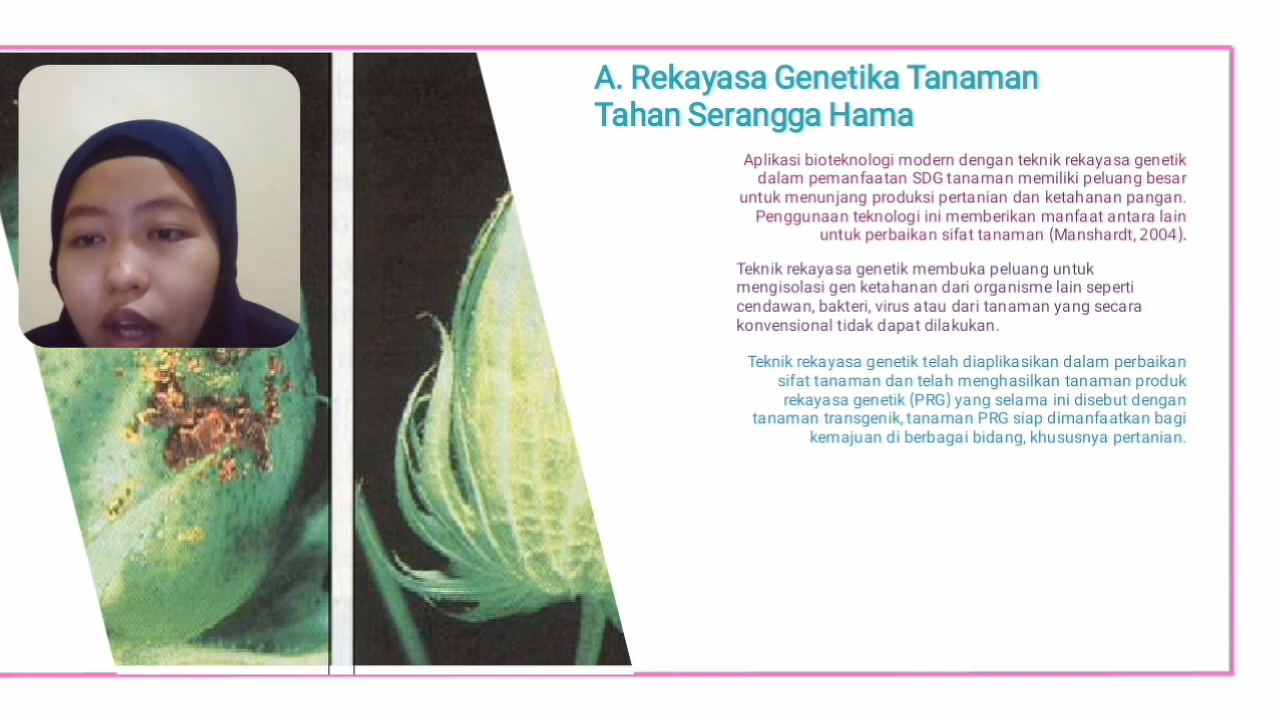 A. Rekayasa Genetika Tanaman
Tahan Serangga Hama
Aplikasi bioteknologi modern dengan teknik rekayasa genetik
dalam pemanfaatan SDG tanaman memiliki peluang besar
untuk menunjang produksi pertanian dan ketahanan pangan.
Penggunaan teknologi ini memberikan manfaat antara lain
untuk perbaikan sifat tanaman (Manshardt, 2004).
Teknik rekayasa genetik membuka peluang untuk
mengisolasi gen ketahanan dari organisme lain seperti
cendawan, bakteri, virus atau dari tanaman yang secara
konvensional tidak dapat dilakukan.
Teknik rekayasa genetik telah diaplikasikan dalam perbaikan
sifat tanaman dan telah menghasilkan tanaman produk
rekayasa genetik (PRG) yang selama ini disebut dengan
tanaman transgenik, tanaman PRG siap dimanfaatkan bagi
kemajuan di berbagai bidang, khususnya pertanian.